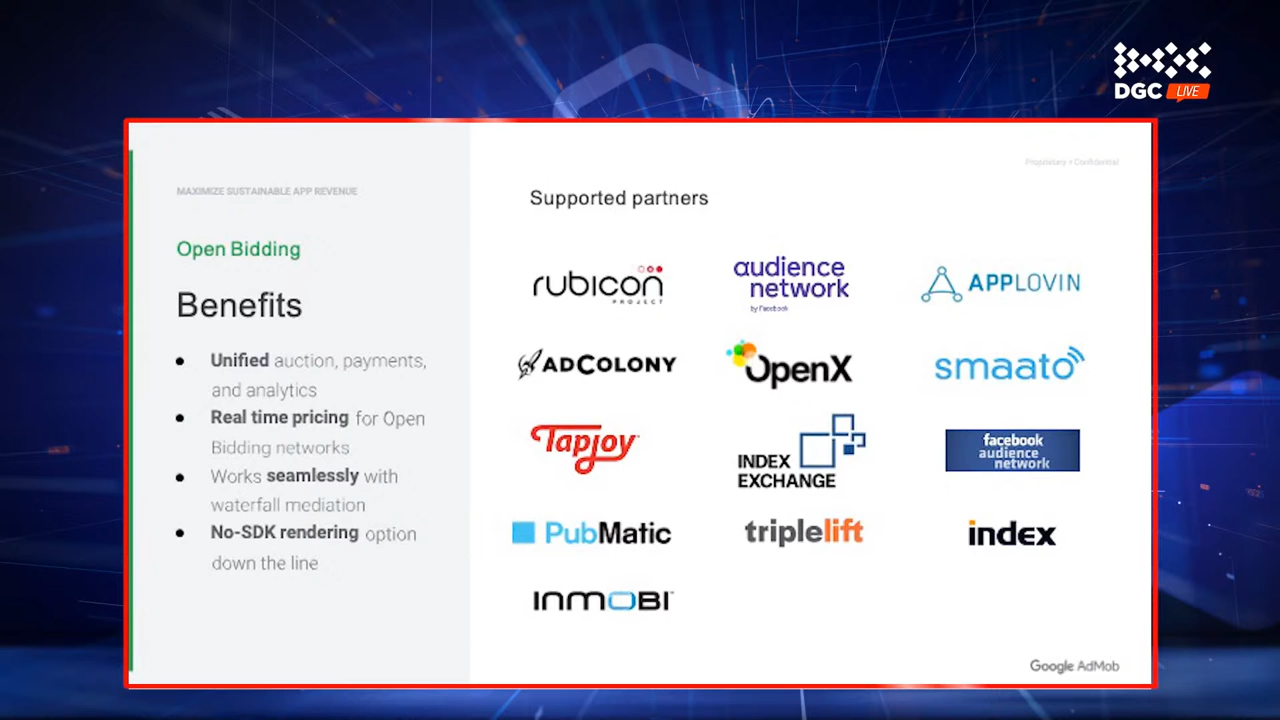 DGC LIVE
Proprietary + Confidential
MAXIMIZE SUSTAINABLE APP REVENUE
Open Bidding
Benefits
● Unified auction, payments,
and analytics
● Real time pricing for Open
Bidding networks
● Works seamlessly with
waterfall mediation
● No-SDK rendering option
down the line
Supported partners
rubicon
PROJECT
audience
network
by Facebook
APPLOVIN
ADCOLONY
OpenX
smaato
Tapjoy
INDEX
EXCHANGE
facebook
audience
network
PubMatic
triplelift
index
INMOBI
Google AdMob